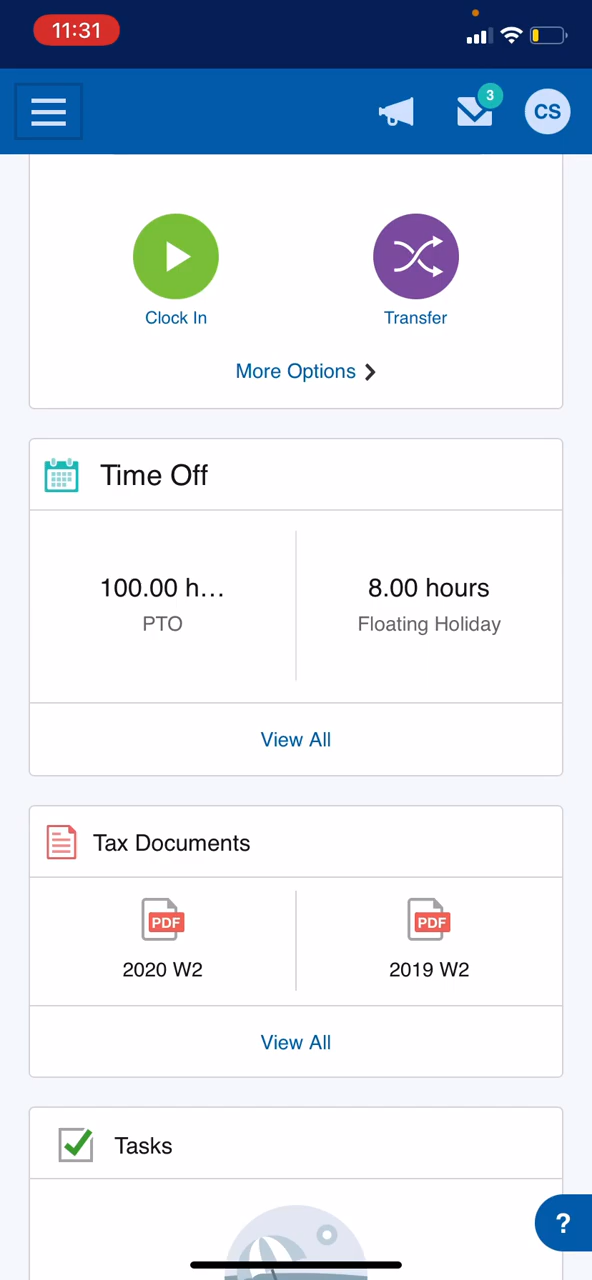 11:31
3
CS
Clock In
Transfer
More Options
Time Off
100.00 h...
PTO
8.00 hours
Floating Holiday
View All
Tax Documents
PDF
PDF
2020 W2
2019 W2
View All
Tasks
?